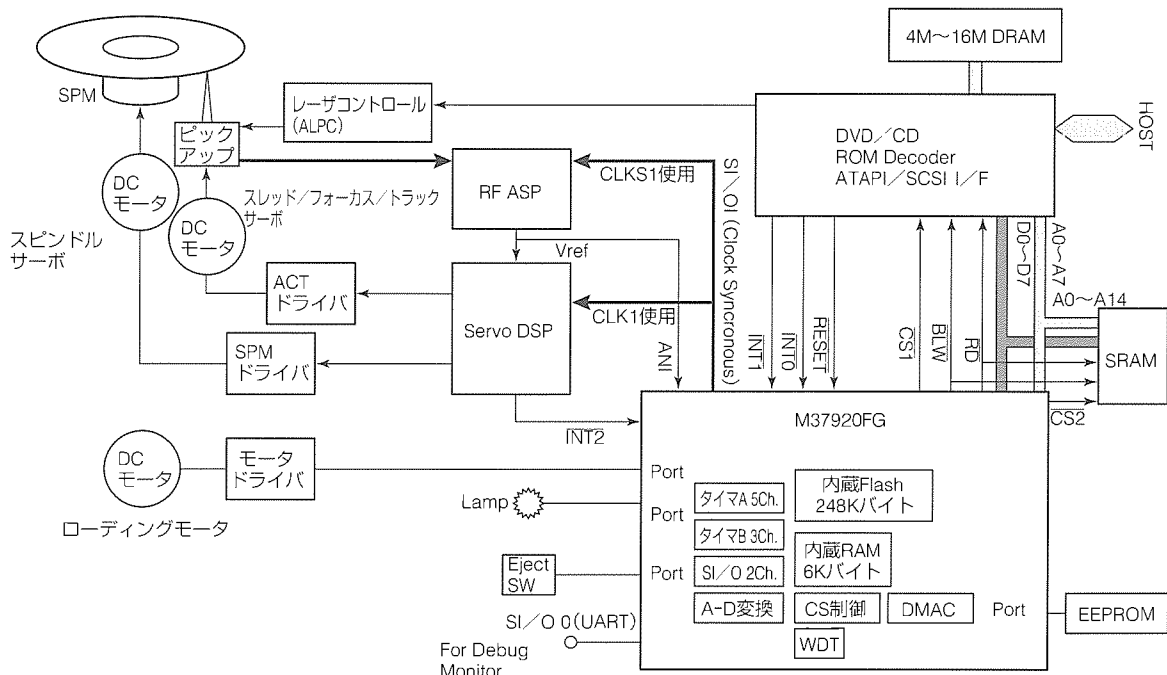 4M～16M DRAM
SPM
レーザコントロール
(ALPC)
ピック
アップ
DVD／CD
ROM Decoder
ATAPI／SCSI I／F
HOST
RF ASP
CLKS1使用
DC
モータ
スレッド／フォーカス／トラック
サーボ
DC
モータ
スピンドル
サーボ
Vref
SI／OI (Clock Syncronous)
D0～D7
A0～A7
A0～A14
ACT
ドライバ
Servo DSP
CLK1使用
ANI
INT1
INT0
RESET
CS1
BLW
RD
SRAM
SPM
ドライバ
CS2
INT2
M37920FG
DC
モータ
モータ
ドライバ
ローディングモータ
Port
Lamp
タイマA 5Ch.
内蔵Flash
248Kバイト
Port
タイマB 3Ch.
内蔵RAM
6Kバイト
Eject
SW
Port
SI／O 2Ch.
A-D変換
CS制御
DMAC
Port
EEPROM
SI／O 0(UART)
WDT
For Debug
Monitor